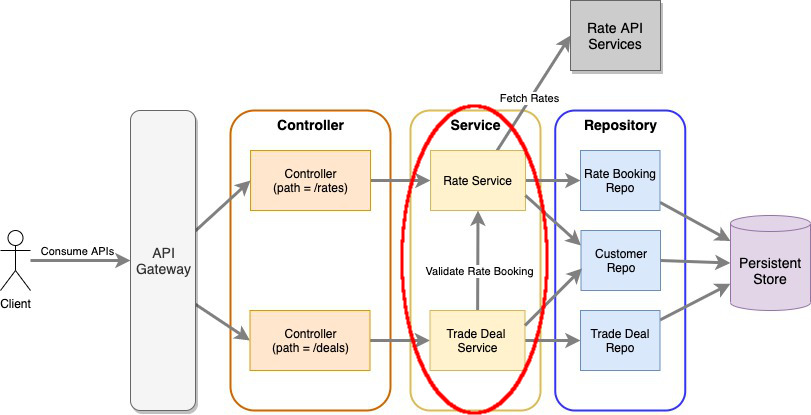 Rate API
Services
Fetch Rates
Controller
Service
Repository
Controller
(path = /rates)
Rate Service
Rate Booking
Repo
Client
Consume APIs
API
Gateway
Validate Rate Booking
Customer
Repo
Persistent
Store
Controller
(path = /deals)
Trade Deal
Service
Trade Deal
Repo